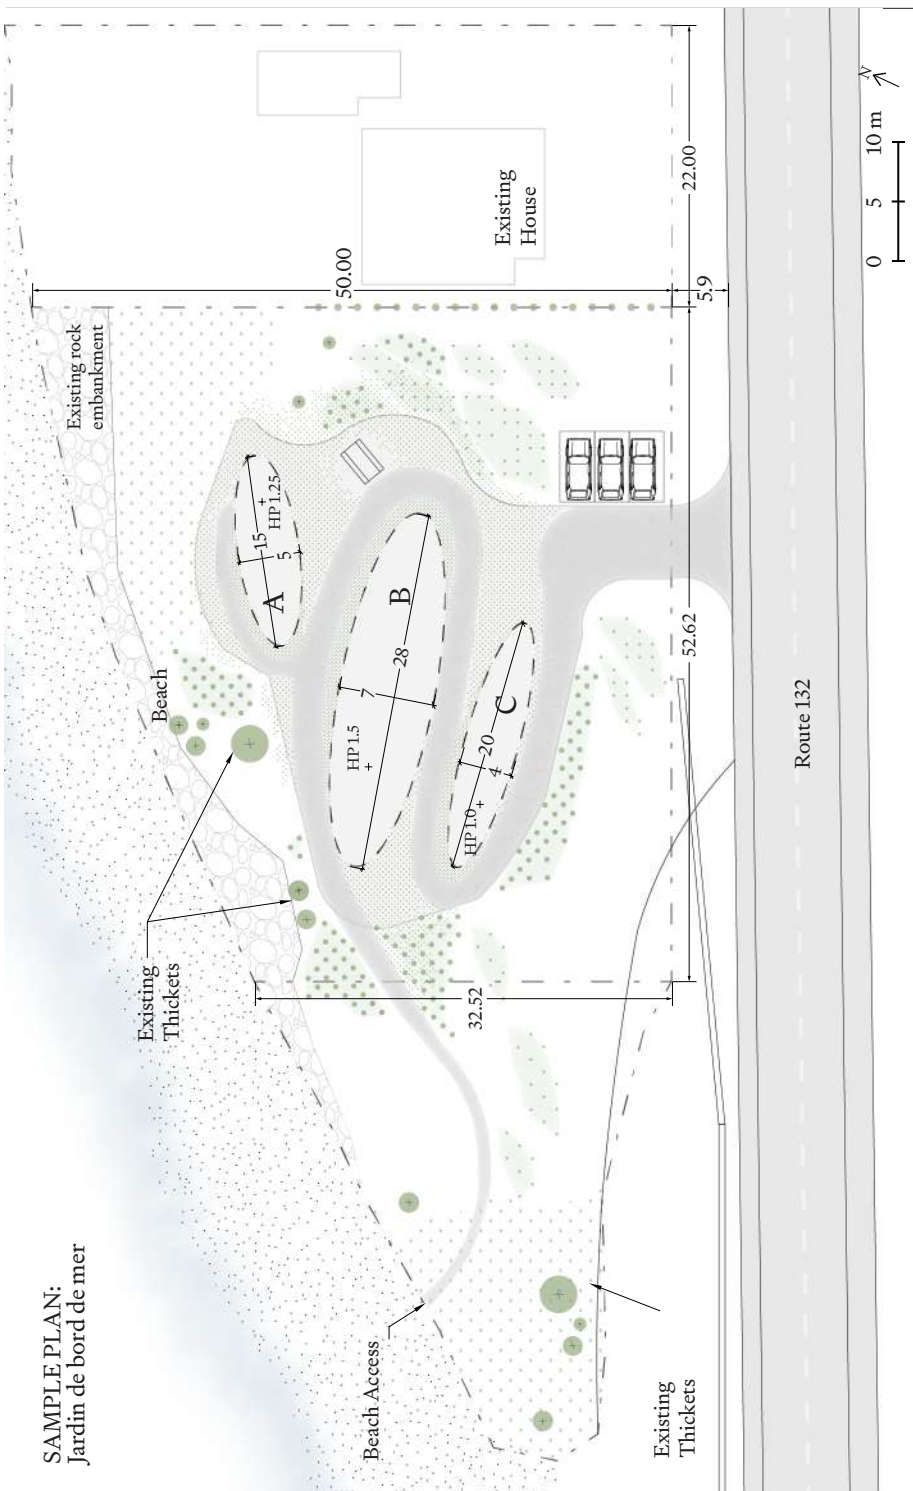 SAMPLE PLAN:
Jardin de bord de mer
Existing
Thickets
Beach
Existing rock
embankment
Beach Access
Existing
Thickets
50.00
Existing
House
A
15
5
HP 1.25
B
28
7
HP 1.5
C
20
4
HP 1.0
32.52
52.62
5.9
22.00
Route 132
N
0 5 10 m